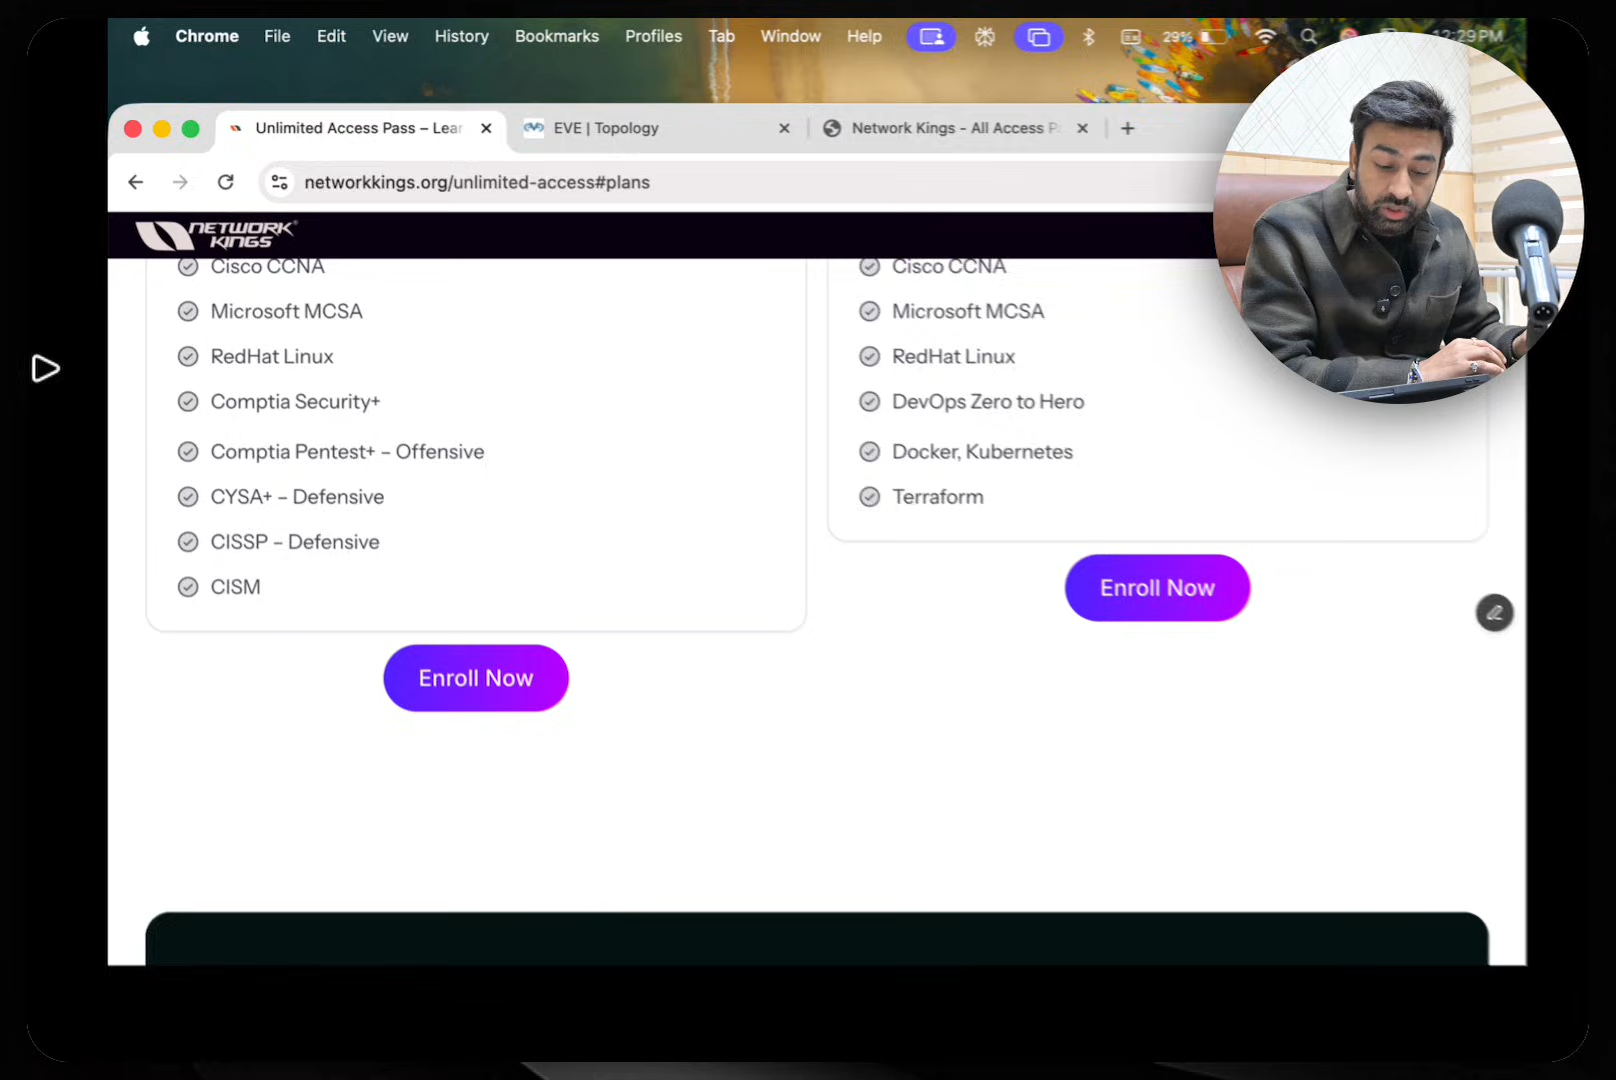 Chrome File Edit View History Bookmarks Profiles Tab Window Help 29% 12:29PM
Unlimited Access Pass – Lear
EVE | Topology
Network Kings - All Access P
networkkings.org/unlimited-access#plans
NETWORK
KINGS
Cisco CCNA
Microsoft MCSA
RedHat Linux
Comptia Security+
Comptia Pentest+ – Offensive
CYSA+ – Defensive
CISSP – Defensive
CISM
Enroll Now
Cisco CCNA
Microsoft MCSA
RedHat Linux
DevOps Zero to Hero
Docker, Kubernetes
Terraform
Enroll Now